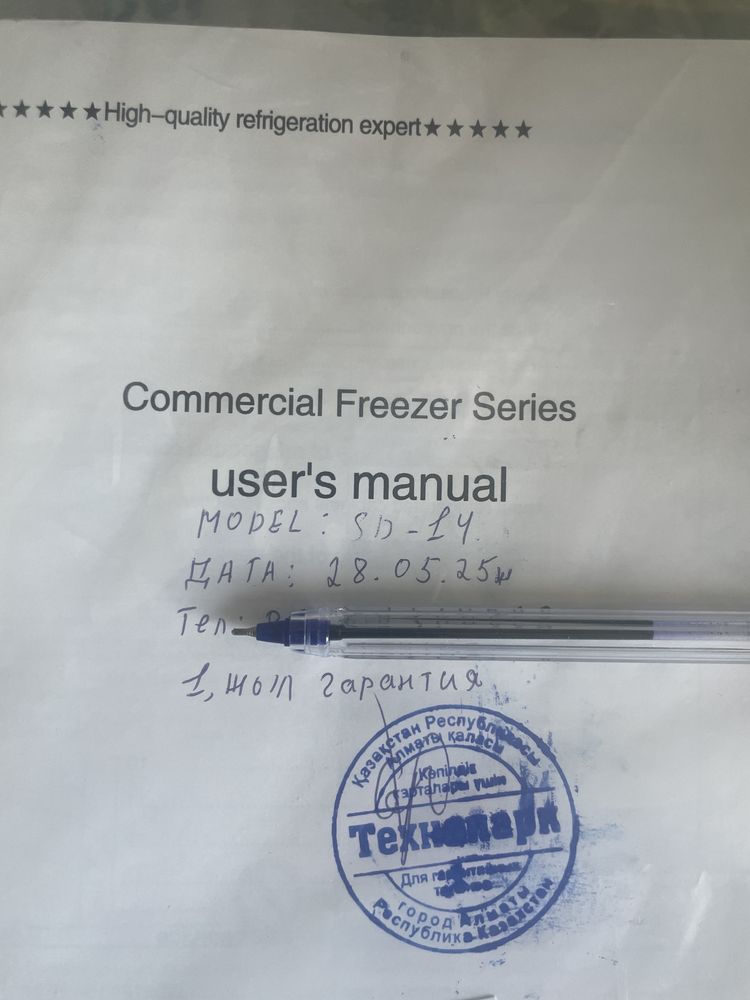 ★★★★★High-quality refrigeration expert★★★★★
Commercial Freezer Series
user's manual
MODEL: SD-14.
ДАТА: 28.05.25ж
Тел:
1, жыл гарантия
Қазақстан Республикасы
Алматы қаласы
Кепілдік
карталары үшін
Технопарк
Для гарантийных
талонов
город Алматы
Республика Казахстан